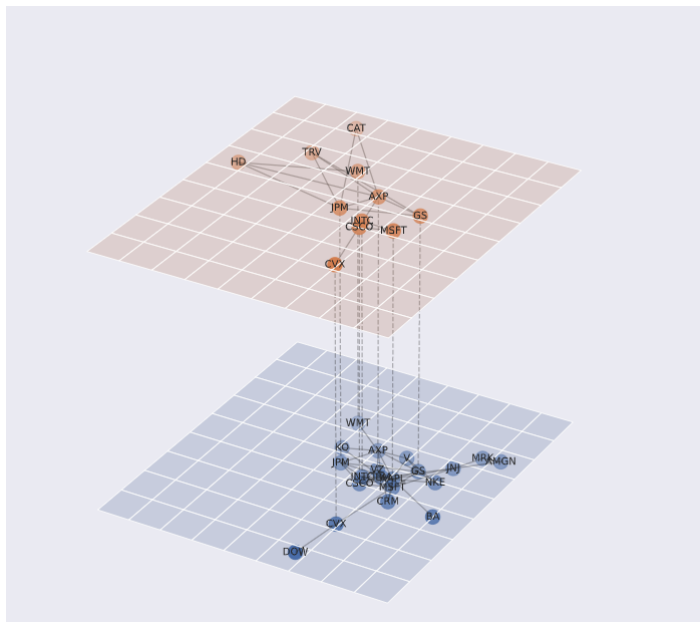 CAT
TRV
HD
WMT
AXP
JPM
GS
INTC
CSCO
MSFT
CVX
WMT
KO
AXP
V
JPM
VZ
GS
JNJ
MRK
AMGN
INTC
CSCO
MSFT
NKE
CRM
BA
CVX
DOW